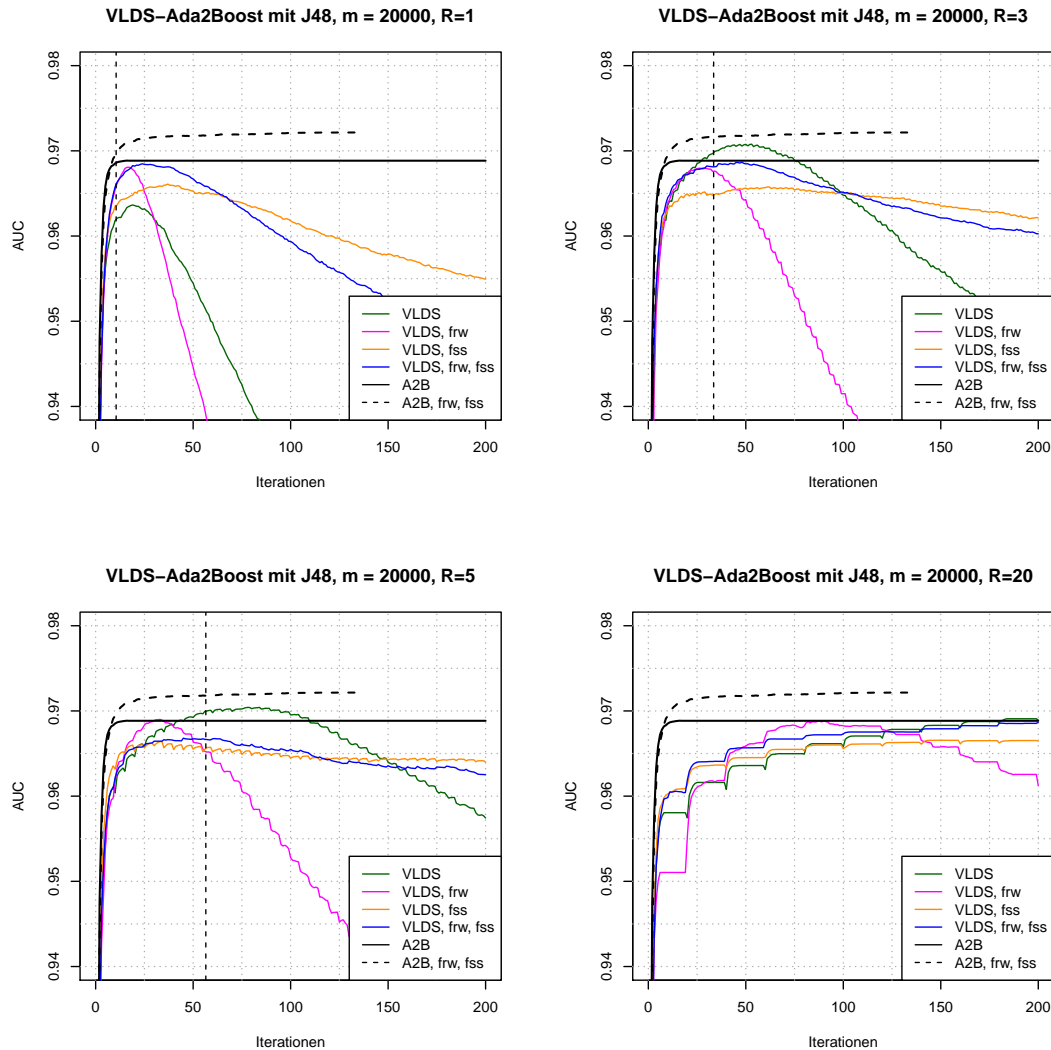 VLDS−Ada2Boost mit J48, m = 20000, R=1
0.98
0.97
0.96
0.95
0.94
AUC
0
50
100
150
200
Iterationen
VLDS
VLDS, frw
VLDS, fss
VLDS, frw, fss
A2B
A2B, frw, fss
VLDS−Ada2Boost mit J48, m = 20000, R=3
0.98
0.97
0.96
0.95
0.94
AUC
0
50
100
150
200
Iterationen
VLDS
VLDS, frw
VLDS, fss
VLDS, frw, fss
A2B
A2B, frw, fss
VLDS−Ada2Boost mit J48, m = 20000, R=5
0.98
0.97
0.96
0.95
0.94
AUC
0
50
100
150
200
Iterationen
VLDS
VLDS, frw
VLDS, fss
VLDS, frw, fss
A2B
A2B, frw, fss
VLDS−Ada2Boost mit J48, m = 20000, R=20
0.98
0.97
0.96
0.95
0.94
AUC
0
50
100
150
200
Iterationen
VLDS
VLDS, frw
VLDS, fss
VLDS, frw, fss
A2B
A2B, frw, fss